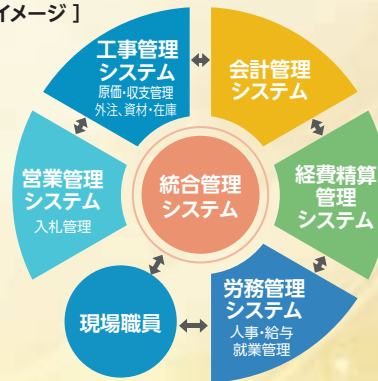 イメージ ]
工事管理
システム
原価・収支管理
外注、資材・在庫
会計管理
システム
営業管理
システム
入札管理
統合管理
システム
経費精算
管理
システム
現場職員
労務管理
システム
人事・給与
就業管理